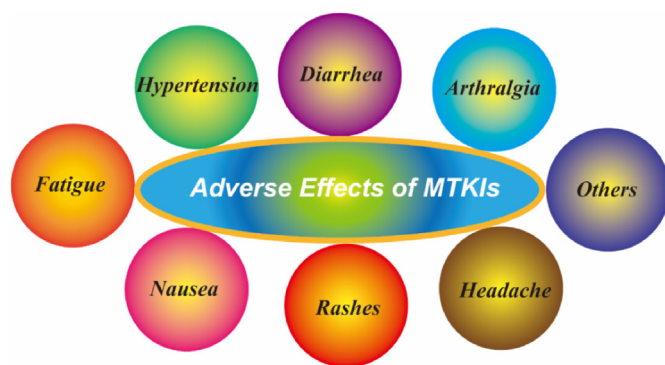 Hypertension
Diarrhea
Arthralgia
Fatigue
Adverse Effects of MTKIs
Others
Nausea
Rashes
Headache